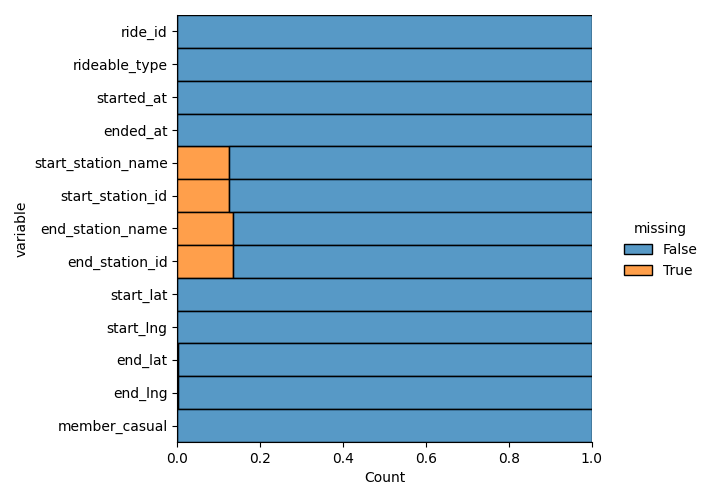 ride_id
rideable_type
started_at
ended_at
start_station_name
start_station_id
end_station_name
end_station_id
start_lat
start_lng
end_lat
end_lng
member_casual
variable
0.0 0.2 0.4 0.6 0.8 1.0
Count
missing
False
True